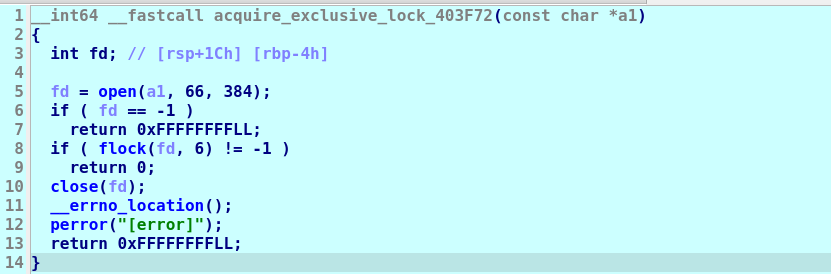 1 __int64 __fastcall acquire_exclusive_lock_403F72(const char *a1)
2 {
3   int fd; // [rsp+1Ch] [rbp-4h]
4
5   fd = open(a1, 66, 384);
6   if ( fd == -1 )
7     return 0xFFFFFFFFLL;
8   if ( flock(fd, 6) != -1 )
9     return 0;
10   close(fd);
11   __errno_location();
12   perror("[error]");
13   return 0xFFFFFFFFLL;
14 }